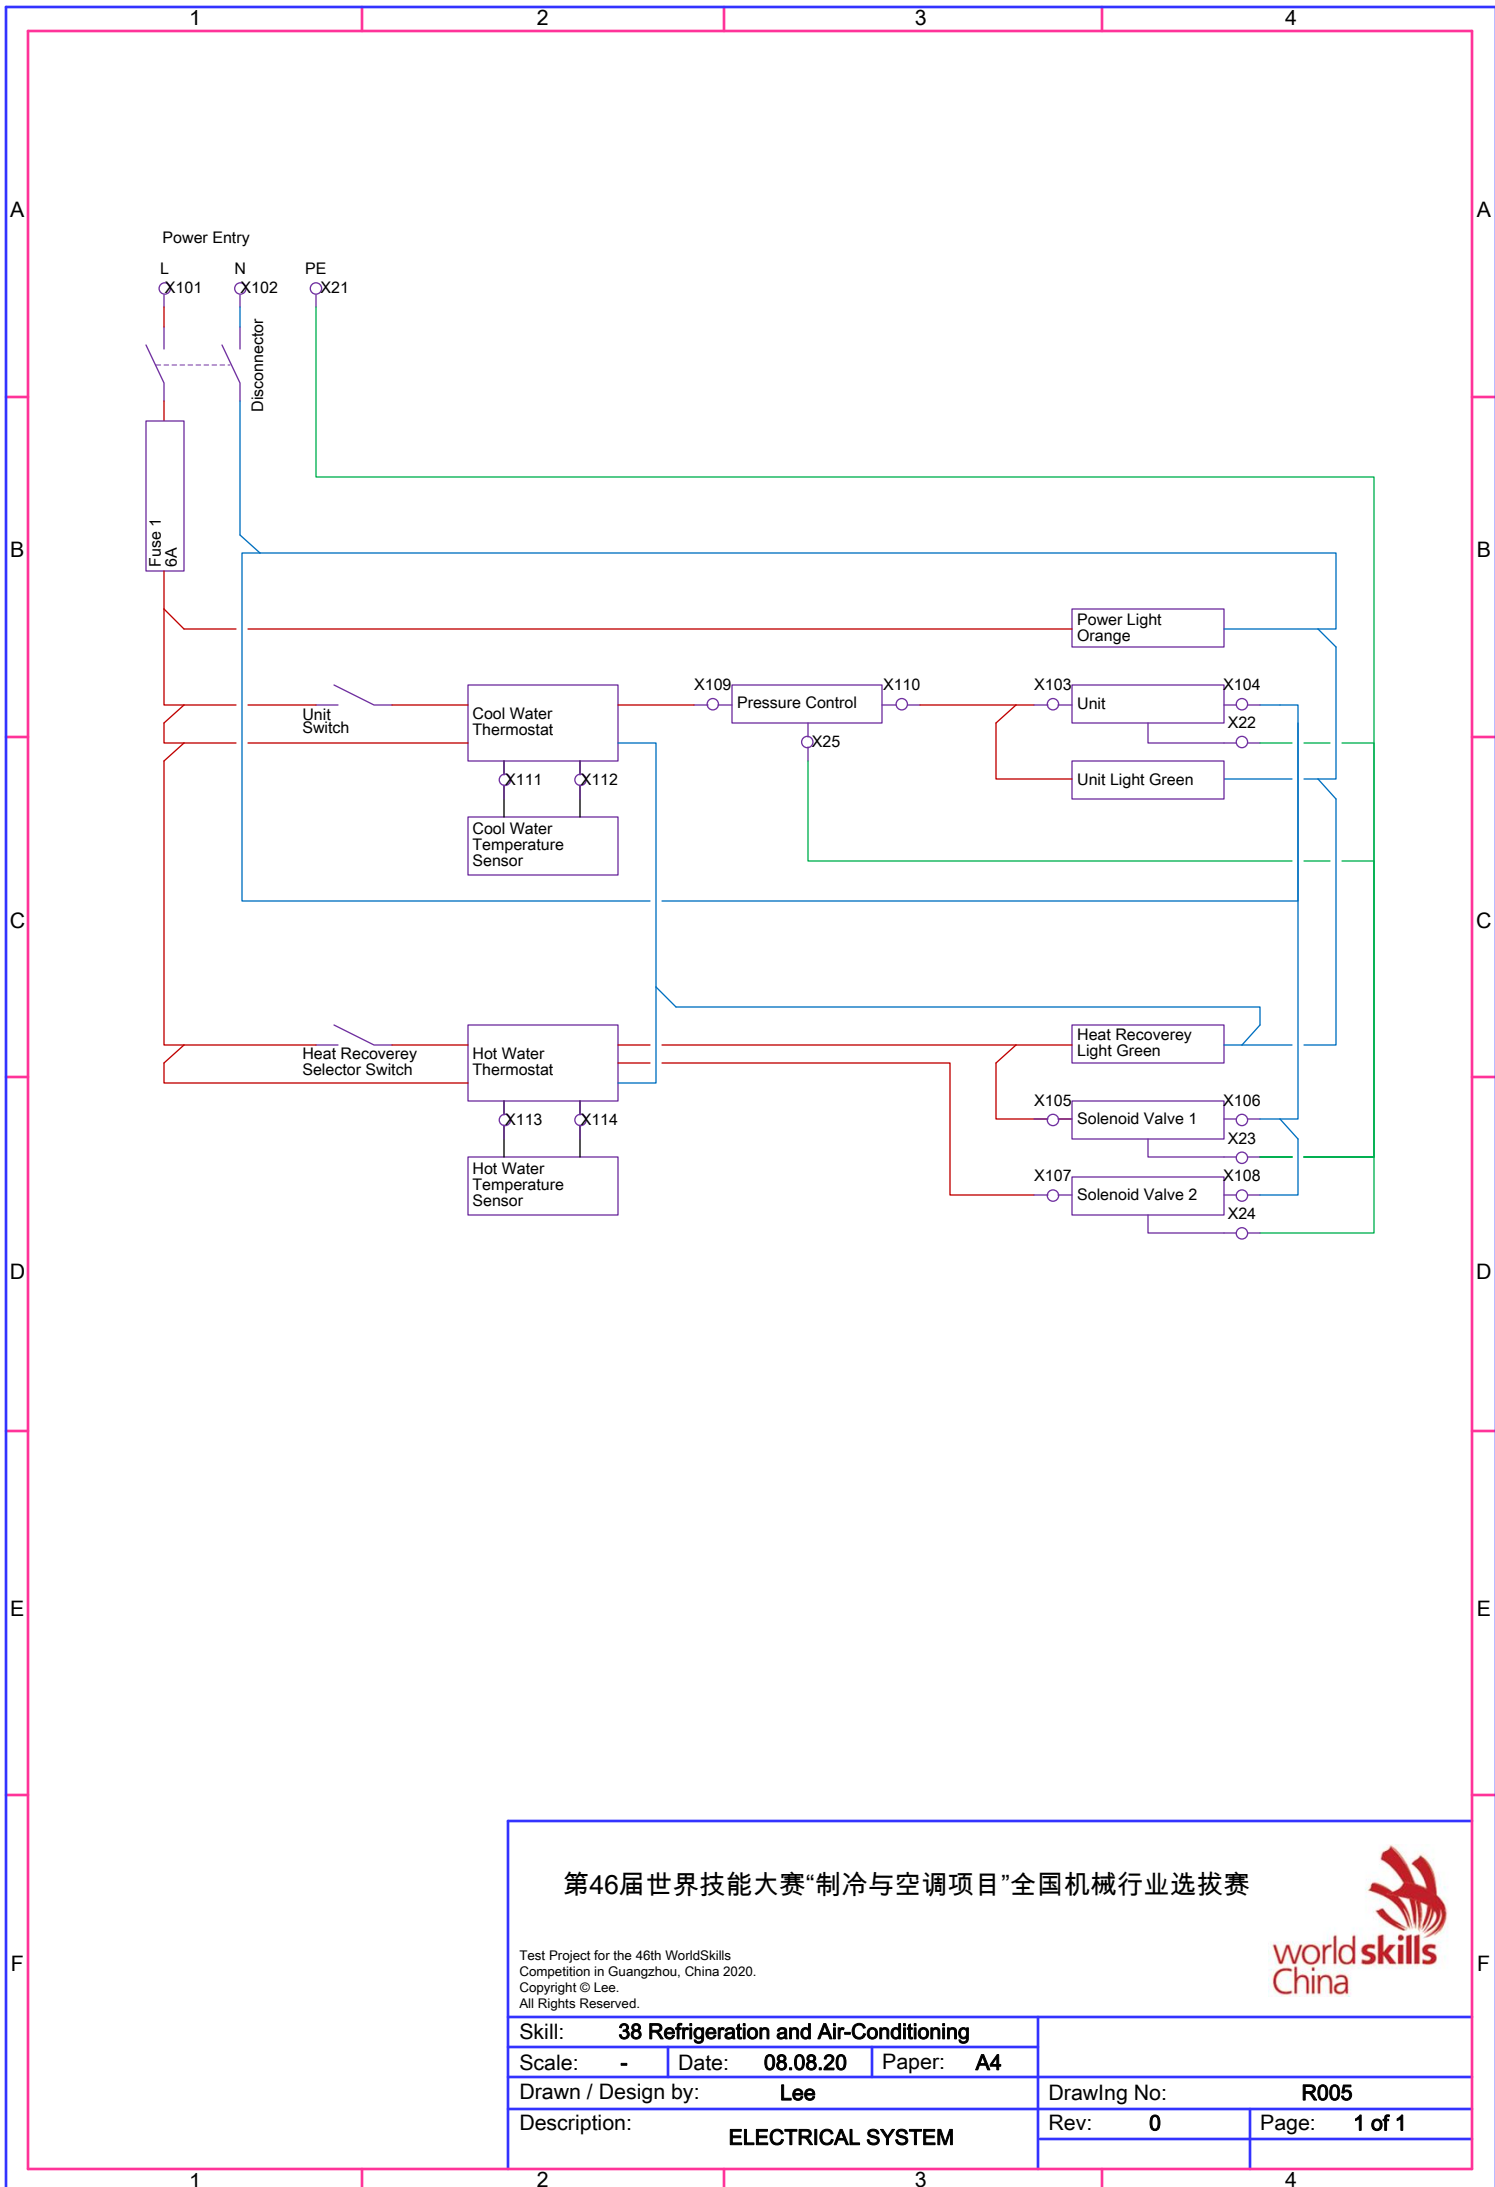 1 2 3 4
A A
Power Entry
L N PE
X101 X102 X21
Disconnector
Fuse 1
6A
B B
Power Light
Orange
X109 X110 X103 X104
Unit
Switch
Cool Water
Thermostat
Pressure Control
Unit
X22
X25
X111 X112
Unit Light Green
Cool Water
Temperature
Sensor
C C
Heat Recoverey
Selector Switch
Hot Water
Thermostat
Heat Recoverey
Light Green
X105 X106
X113 X114
Solenoid Valve 1
X23
Hot Water
Temperature
Sensor
X107 X108
Solenoid Valve 2
X24
D D
E E
第46届世界技能大赛“制冷与空调项目”全国机械行业选拔赛
Test Project for the 46th WorldSkills
Competition in Guangzhou, China 2020.
Copyright © Lee.
All Rights Reserved.
world skills
China
F F
Skill: 38 Refrigeration and Air-Conditioning
Scale: - Date: 08.08.20 Paper: A4
Drawn / Design by: Lee
DrawIng No: R005
Description: ELECTRICAL SYSTEM
Rev: 0 Page: 1 of 1
1 2 3 4